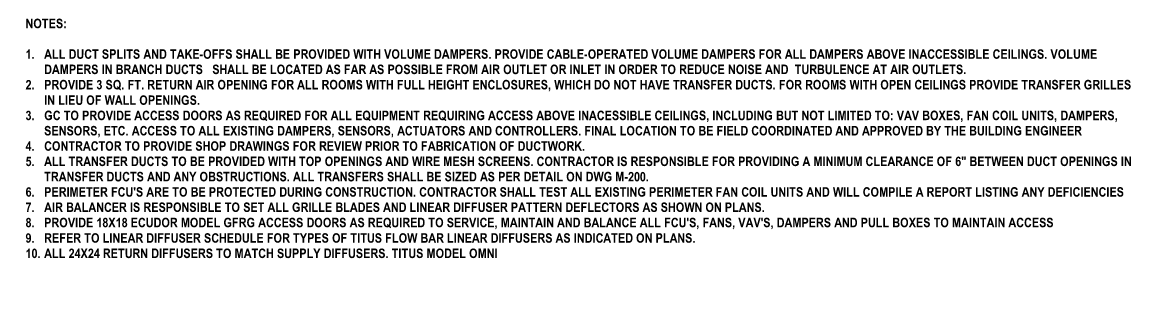 NOTES:
1. ALL DUCT SPLITS AND TAKE-OFFS SHALL BE PROVIDED WITH VOLUME DAMPERS. PROVIDE CABLE-OPERATED VOLUME DAMPERS FOR ALL DAMPERS ABOVE INACCESSIBLE CEILINGS. VOLUME
DAMPERS IN BRANCH DUCTS SHALL BE LOCATED AS FAR AS POSSIBLE FROM AIR OUTLET OR INLET IN ORDER TO REDUCE NOISE AND TURBULENCE AT AIR OUTLETS.
2. PROVIDE 3 SQ. FT. RETURN AIR OPENING FOR ALL ROOMS WITH FULL HEIGHT ENCLOSURES, WHICH DO NOT HAVE TRANSFER DUCTS. FOR ROOMS WITH OPEN CEILINGS PROVIDE TRANSFER GRILLES
IN LIEU OF WALL OPENINGS.
3. GC TO PROVIDE ACCESS DOORS AS REQUIRED FOR ALL EQUIPMENT REQUIRING ACCESS ABOVE INACESSIBLE CEILINGS, INCLUDING BUT NOT LIMITED TO: VAV BOXES, FAN COIL UNITS, DAMPERS,
SENSORS, ETC. ACCESS TO ALL EXISTING DAMPERS, SENSORS, ACTUATORS AND CONTROLLERS. FINAL LOCATION TO BE FIELD COORDINATED AND APPROVED BY THE BUILDING ENGINEER
4. CONTRACTOR TO PROVIDE SHOP DRAWINGS FOR REVIEW PRIOR TO FABRICATION OF DUCTWORK.
5. ALL TRANSFER DUCTS TO BE PROVIDED WITH TOP OPENINGS AND WIRE MESH SCREENS. CONTRACTOR IS RESPONSIBLE FOR PROVIDING A MINIMUM CLEARANCE OF 6" BETWEEN DUCT OPENINGS IN
TRANSFER DUCTS AND ANY OBSTRUCTIONS. ALL TRANSFERS SHALL BE SIZED AS PER DETAIL ON DWG M-200.
6. PERIMETER FCU'S ARE TO BE PROTECTED DURING CONSTRUCTION. CONTRACTOR SHALL TEST ALL EXISTING PERIMETER FAN COIL UNITS AND WILL COMPILE A REPORT LISTING ANY DEFICIENCIES
7. AIR BALANCER IS RESPONSIBLE TO SET ALL GRILLE BLADES AND LINEAR DIFFUSER PATTERN DEFLECTORS AS SHOWN ON PLANS.
8. PROVIDE 18X18 ECUDOR MODEL GFRG ACCESS DOORS AS REQUIRED TO SERVICE, MAINTAIN AND BALANCE ALL FCU'S, FANS, VAV'S, DAMPERS AND PULL BOXES TO MAINTAIN ACCESS
9. REFER TO LINEAR DIFFUSER SCHEDULE FOR TYPES OF TITUS FLOW BAR LINEAR DIFFUSERS AS INDICATED ON PLANS.
10. ALL 24X24 RETURN DIFFUSERS TO MATCH SUPPLY DIFFUSERS. TITUS MODEL OMNI